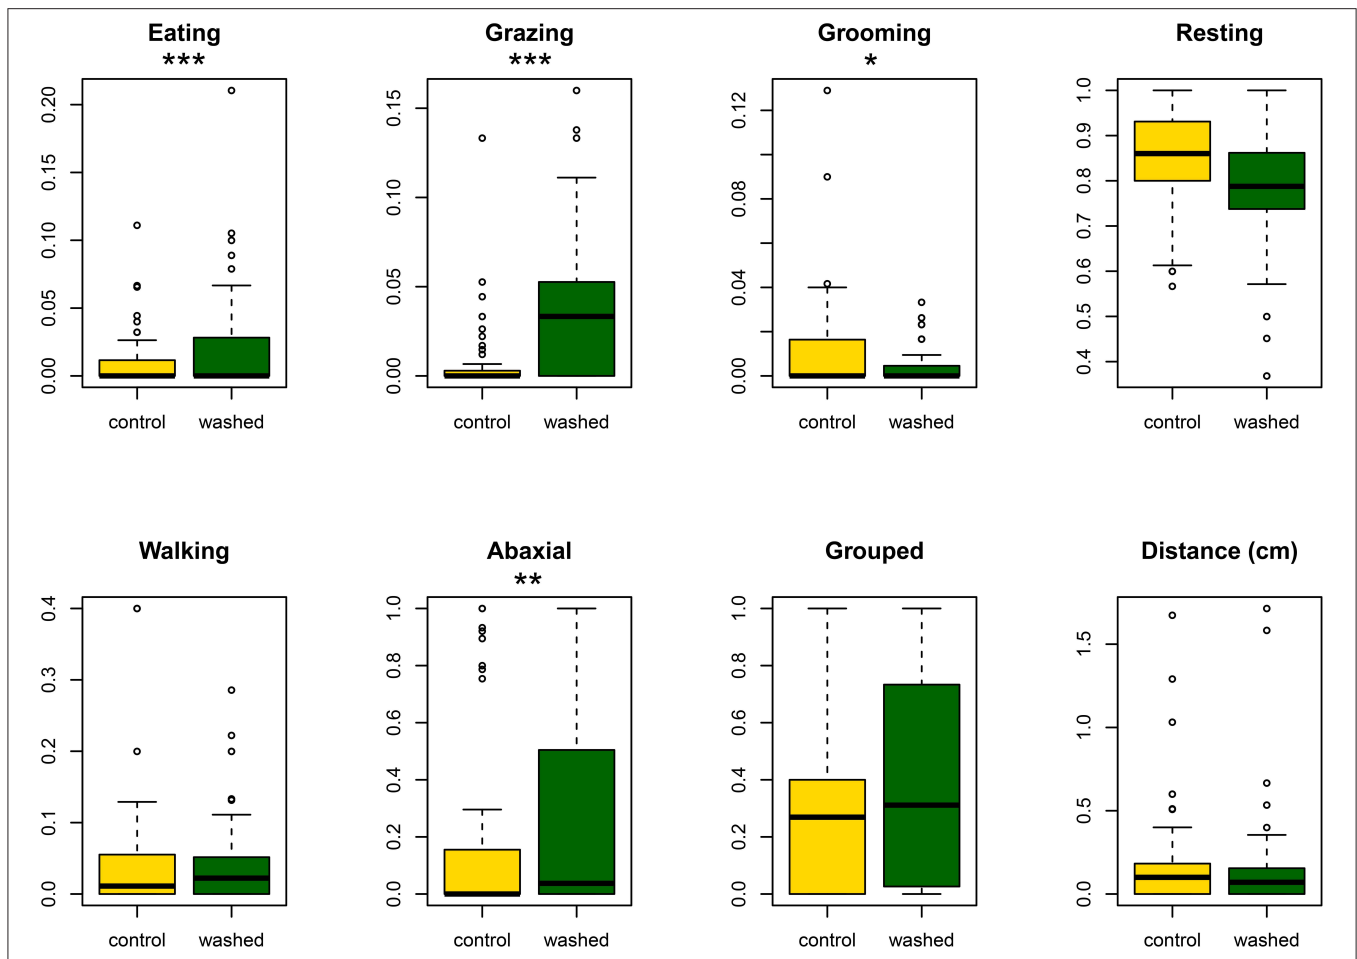 Eating
***
0.00 0.05 0.10 0.15 0.20
control washed
Grazing
***
0.00 0.05 0.10 0.15
control washed
Grooming
*
0.00 0.04 0.08 0.12
control washed
Resting
0.4 0.5 0.6 0.7 0.8 0.9 1.0
control washed
Walking
0.0 0.1 0.2 0.3 0.4
control washed
Abaxial
**
0.0 0.2 0.4 0.6 0.8 1.0
control washed
Grouped
0.0 0.2 0.4 0.6 0.8 1.0
control washed
Distance (cm)
0.0 0.5 1.0 1.5
control washed